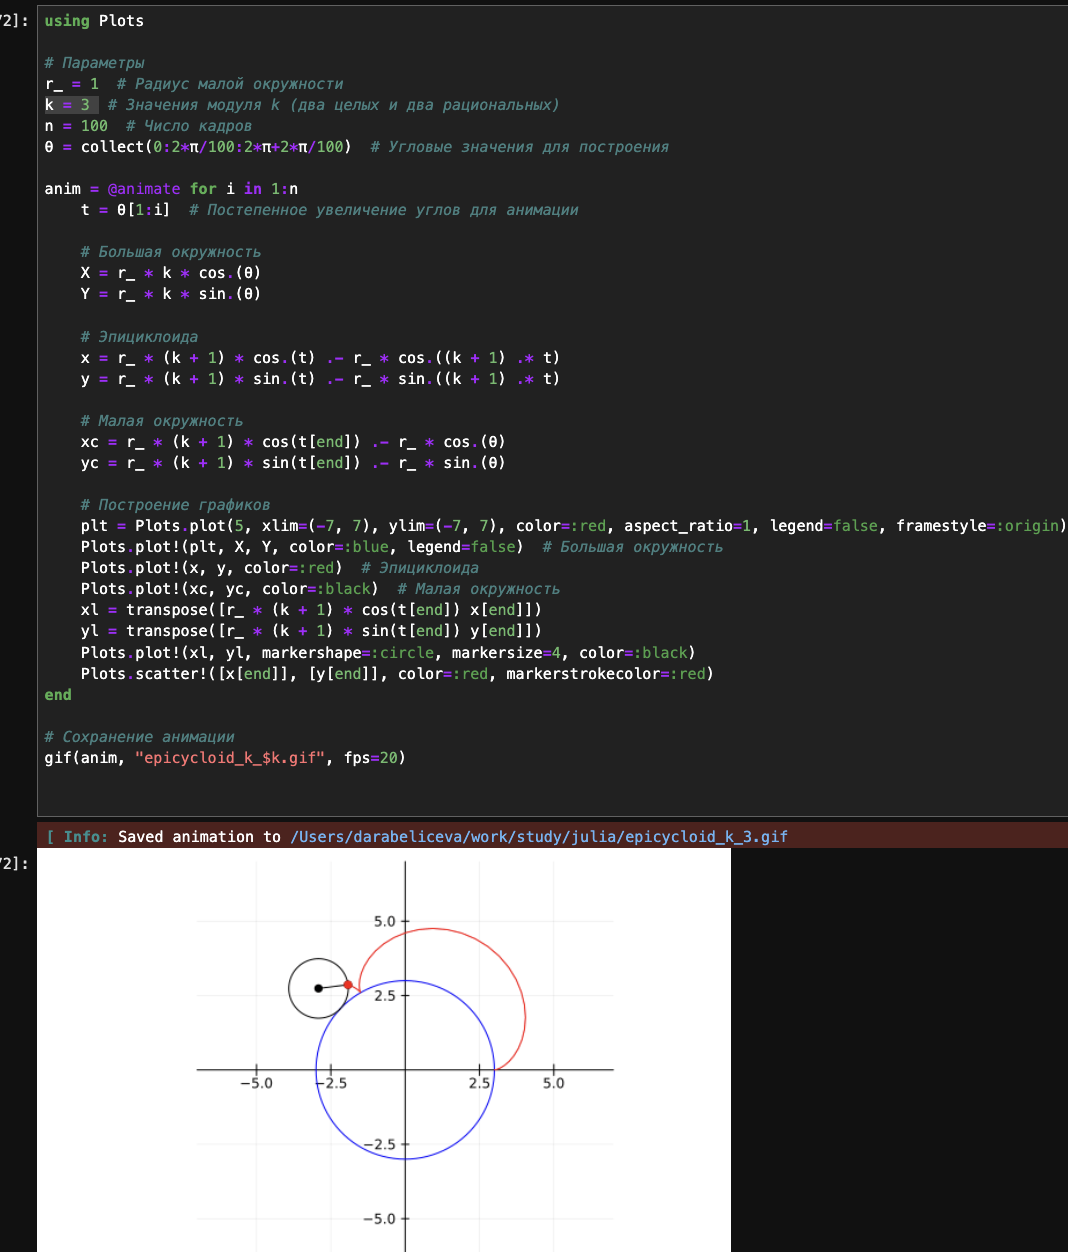 2]:
using Plots
# Параметры
r_ = 1  # Радиус малой окружности
k = 3  # Значения модуля k (два целых и два рациональных)
n = 100  # Число кадров
θ = collect(0:2*π/100:2*π+2*π/100)  # Угловые значения для построения
anim = @animate for i in 1:n
    t = θ[1:i]  # Постепенное увеличение углов для анимации
    # Большая окружность
    X = r_ * k * cos.(θ)
    Y = r_ * k * sin.(θ)
    # Эпициклоида
    x = r_ * (k + 1) * cos.(t) .- r_ * cos.((k + 1) .* t)
    y = r_ * (k + 1) * sin.(t) .- r_ * sin.((k + 1) .* t)
    # Малая окружность
    xc = r_ * (k + 1) * cos(t[end]) .- r_ * cos.(θ)
    yc = r_ * (k + 1) * sin(t[end]) .- r_ * sin.(θ)
    # Построение графиков
    plt = Plots.plot(5, xlim=(-7, 7), ylim=(-7, 7), color=:red, aspect_ratio=1, legend=false, framestyle=:origin)
    Plots.plot!(plt, X, Y, color=:blue, legend=false)  # Большая окружность
    Plots.plot!(x, y, color=:red)  # Эпициклоида
    Plots.plot!(xc, yc, color=:black)  # Малая окружность
    xl = transpose([r_ * (k + 1) * cos(t[end]) x[end]])
    yl = transpose([r_ * (k + 1) * sin(t[end]) y[end]])
    Plots.plot!(xl, yl, markershape=:circle, markersize=4, color=:black)
    Plots.scatter!([x[end]], [y[end]], color=:red, markerstrokecolor=:red)
end
# Сохранение анимации
gif(anim, "epicycloid_k_$k.gif", fps=20)
[ Info: Saved animation to /Users/darabeliceva/work/study/julia/epicycloid_k_3.gif
2]:
5.0
2.5
−5.0 −2.5 2.5 5.0
−2.5
−5.0